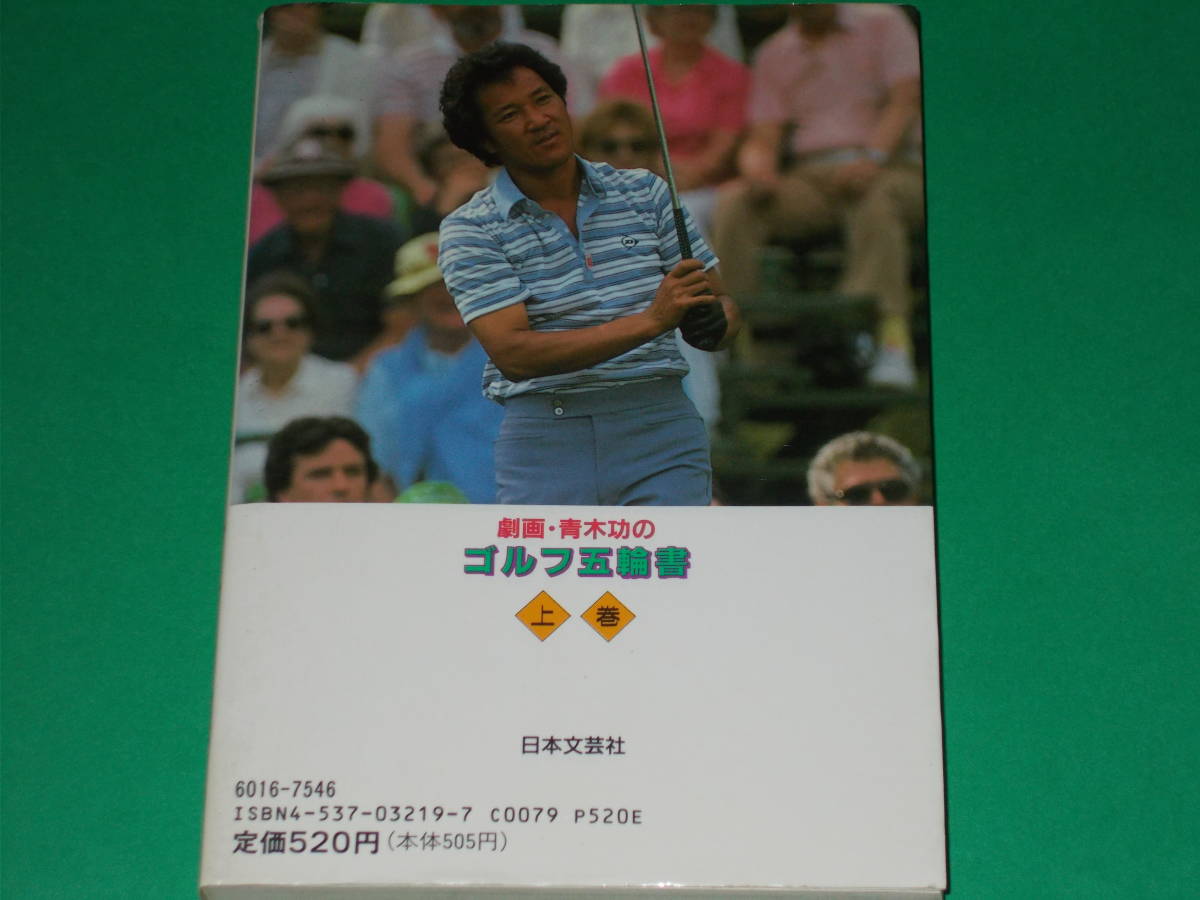 劇画・青木功の
ゴルフ五輪書
上巻
日本文芸社
6016-7546
ISBN4-537-03219-7 C0079 P520E
定価520円(本体505円)